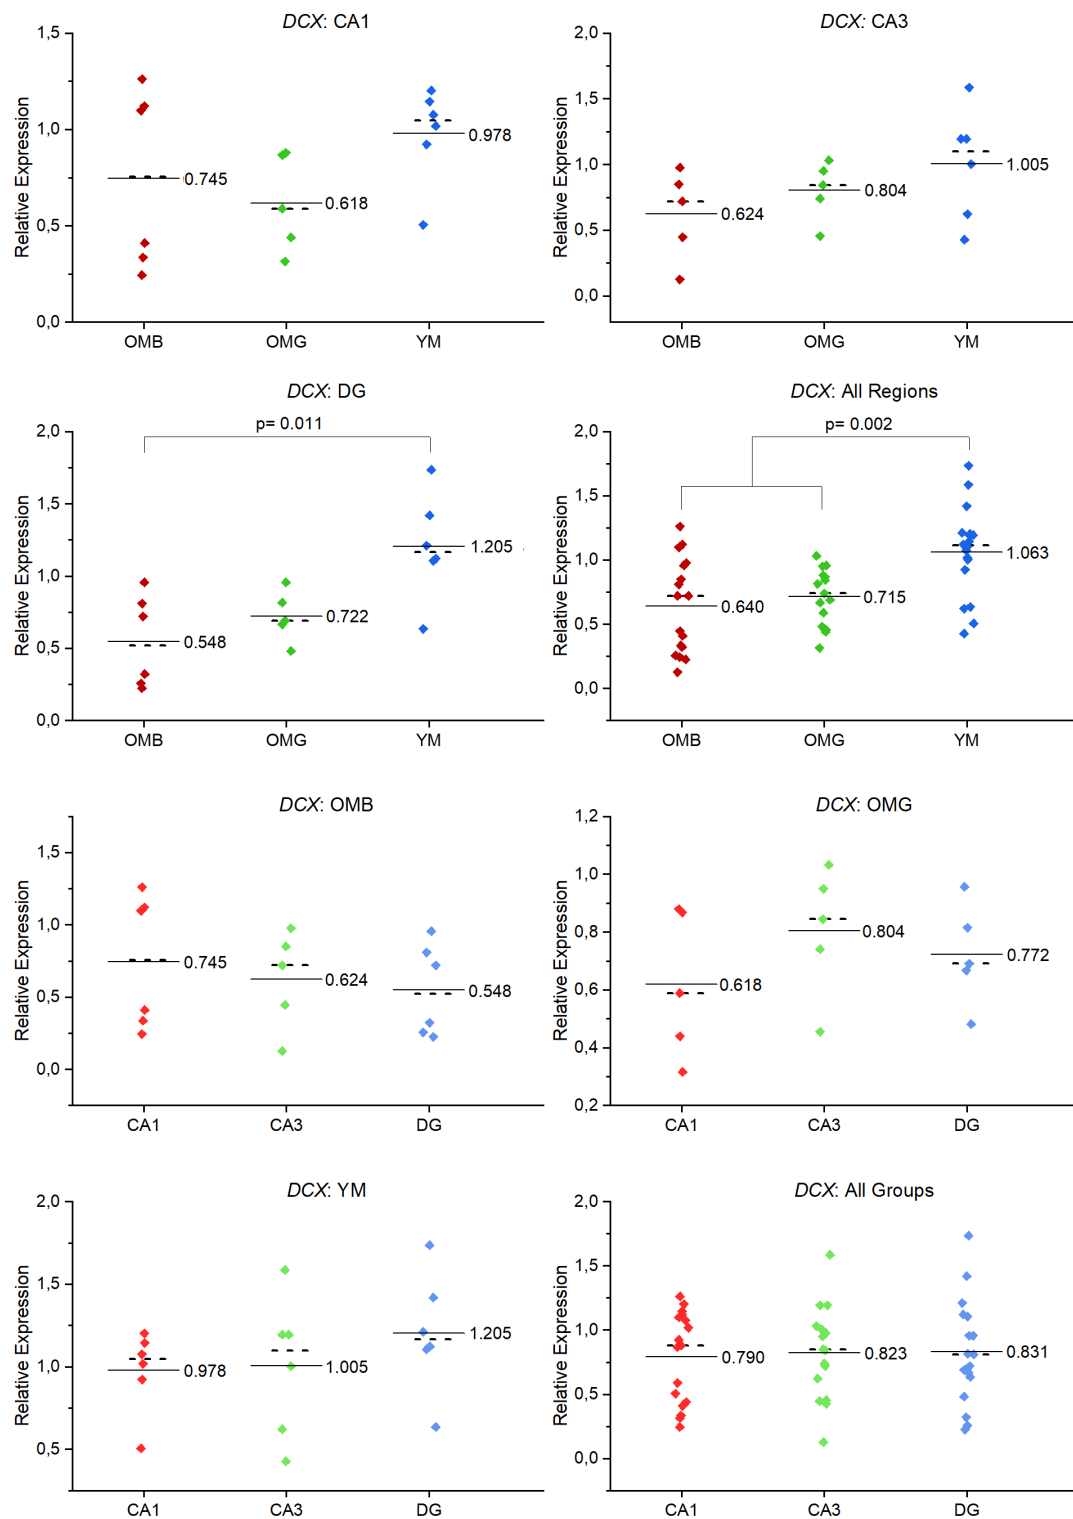 DCX: CA1
1,5
1,0
0,5
0,0
Relative Expression
0.745
0.618
0.978
OMB OMG YM
DCX: CA3
2,0
1,5
1,0
0,5
0,0
Relative Expression
0.624
0.804
1.005
OMB OMG YM
DCX: DG
p= 0.011
2,0
1,5
1,0
0,5
0,0
Relative Expression
0.548
0.722
1.205
OMB OMG YM
DCX: All Regions
p= 0.002
2,0
1,5
1,0
0,5
0,0
Relative Expression
0.640
0.715
1.063
OMB OMG YM
DCX: OMB
1,5
1,0
0,5
0,0
Relative Expression
0.745
0.624
0.548
CA1 CA3 DG
DCX: OMG
1,2
1,0
0,8
0,6
0,4
0,2
Relative Expression
0.618
0.804
0.772
CA1 CA3 DG
DCX: YM
2,0
1,5
1,0
0,5
Relative Expression
0.978
1.005
1.205
CA1 CA3 DG
DCX: All Groups
2,0
1,5
1,0
0,5
0,0
Relative Expression
0.790
0.823
0.831
CA1 CA3 DG